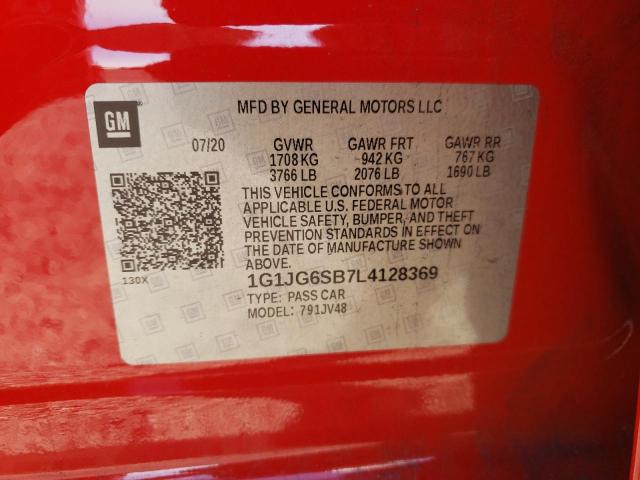 GM
MFD BY GENERAL MOTORS LLC
07/20 GVWR GAWR FRT GAWR RR
1708 KG 942 KG 767 KG
3766 LB 2076 LB 1690 LB
THIS VEHICLE CONFORMS TO ALL
APPLICABLE U.S. FEDERAL MOTOR
VEHICLE SAFETY, BUMPER, AND THEFT
PREVENTION STANDARDS IN EFFECT ON
THE DATE OF MANUFACTURE SHOWN
ABOVE.
130X
1G1JG6SB7L4128369
TYPE: PASS CAR
MODEL: 791JV48